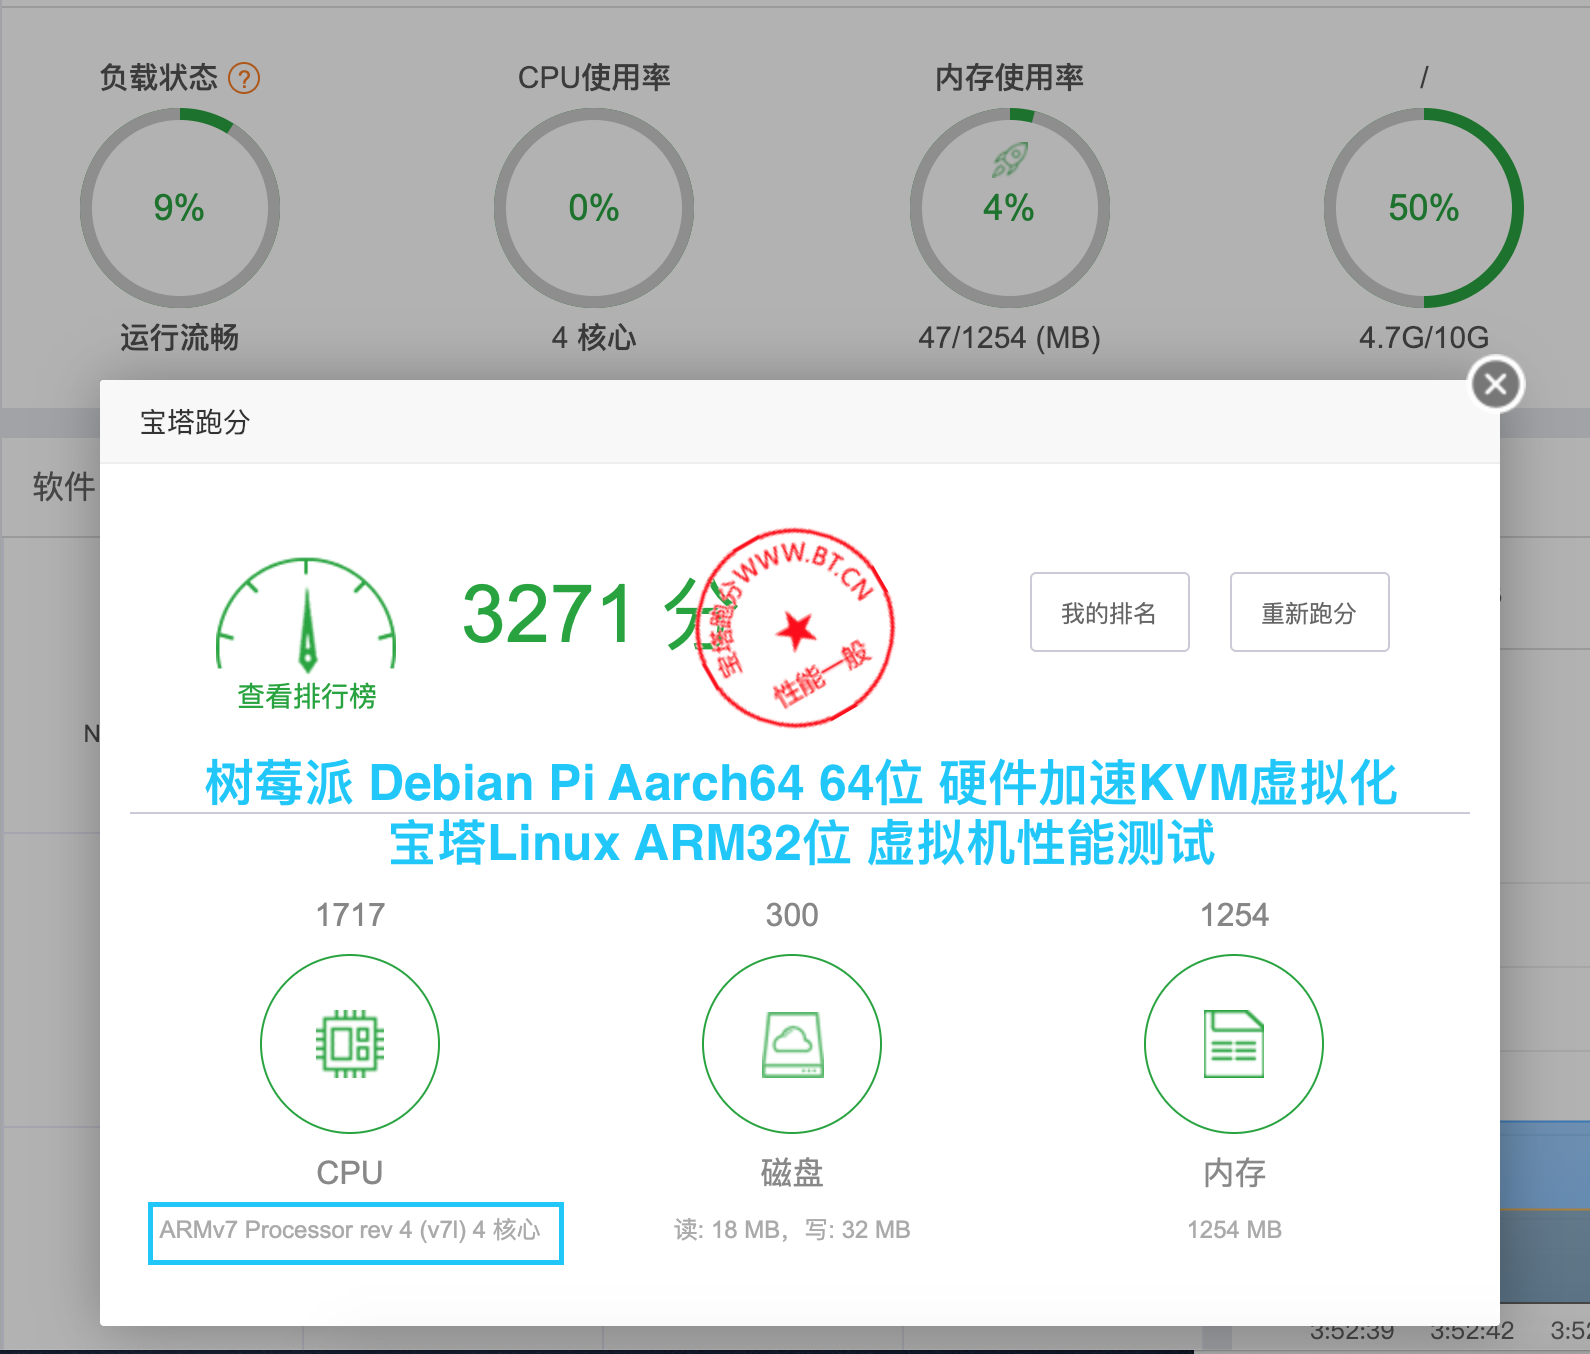 负载状态 ?
CPU使用率
内存使用率
/
9%
0%
4%
50%
运行流畅
4 核心
47/1254 (MB)
4.7G/10G
宝塔跑分
软件
3271 分
宝塔跑分WWW.BT.CN
性能一般
我的排名
重新跑分
查看排行榜
N
树莓派 Debian Pi Aarch64 64位 硬件加速KVM虚拟化
宝塔Linux ARM32位 虚拟机性能测试
1717
300
1254
CPU
磁盘
内存
ARMv7 Processor rev 4 (v7l) 4 核心
读: 18 MB，写: 32 MB
1254 MB
3:52:39
3:52:42
3:52